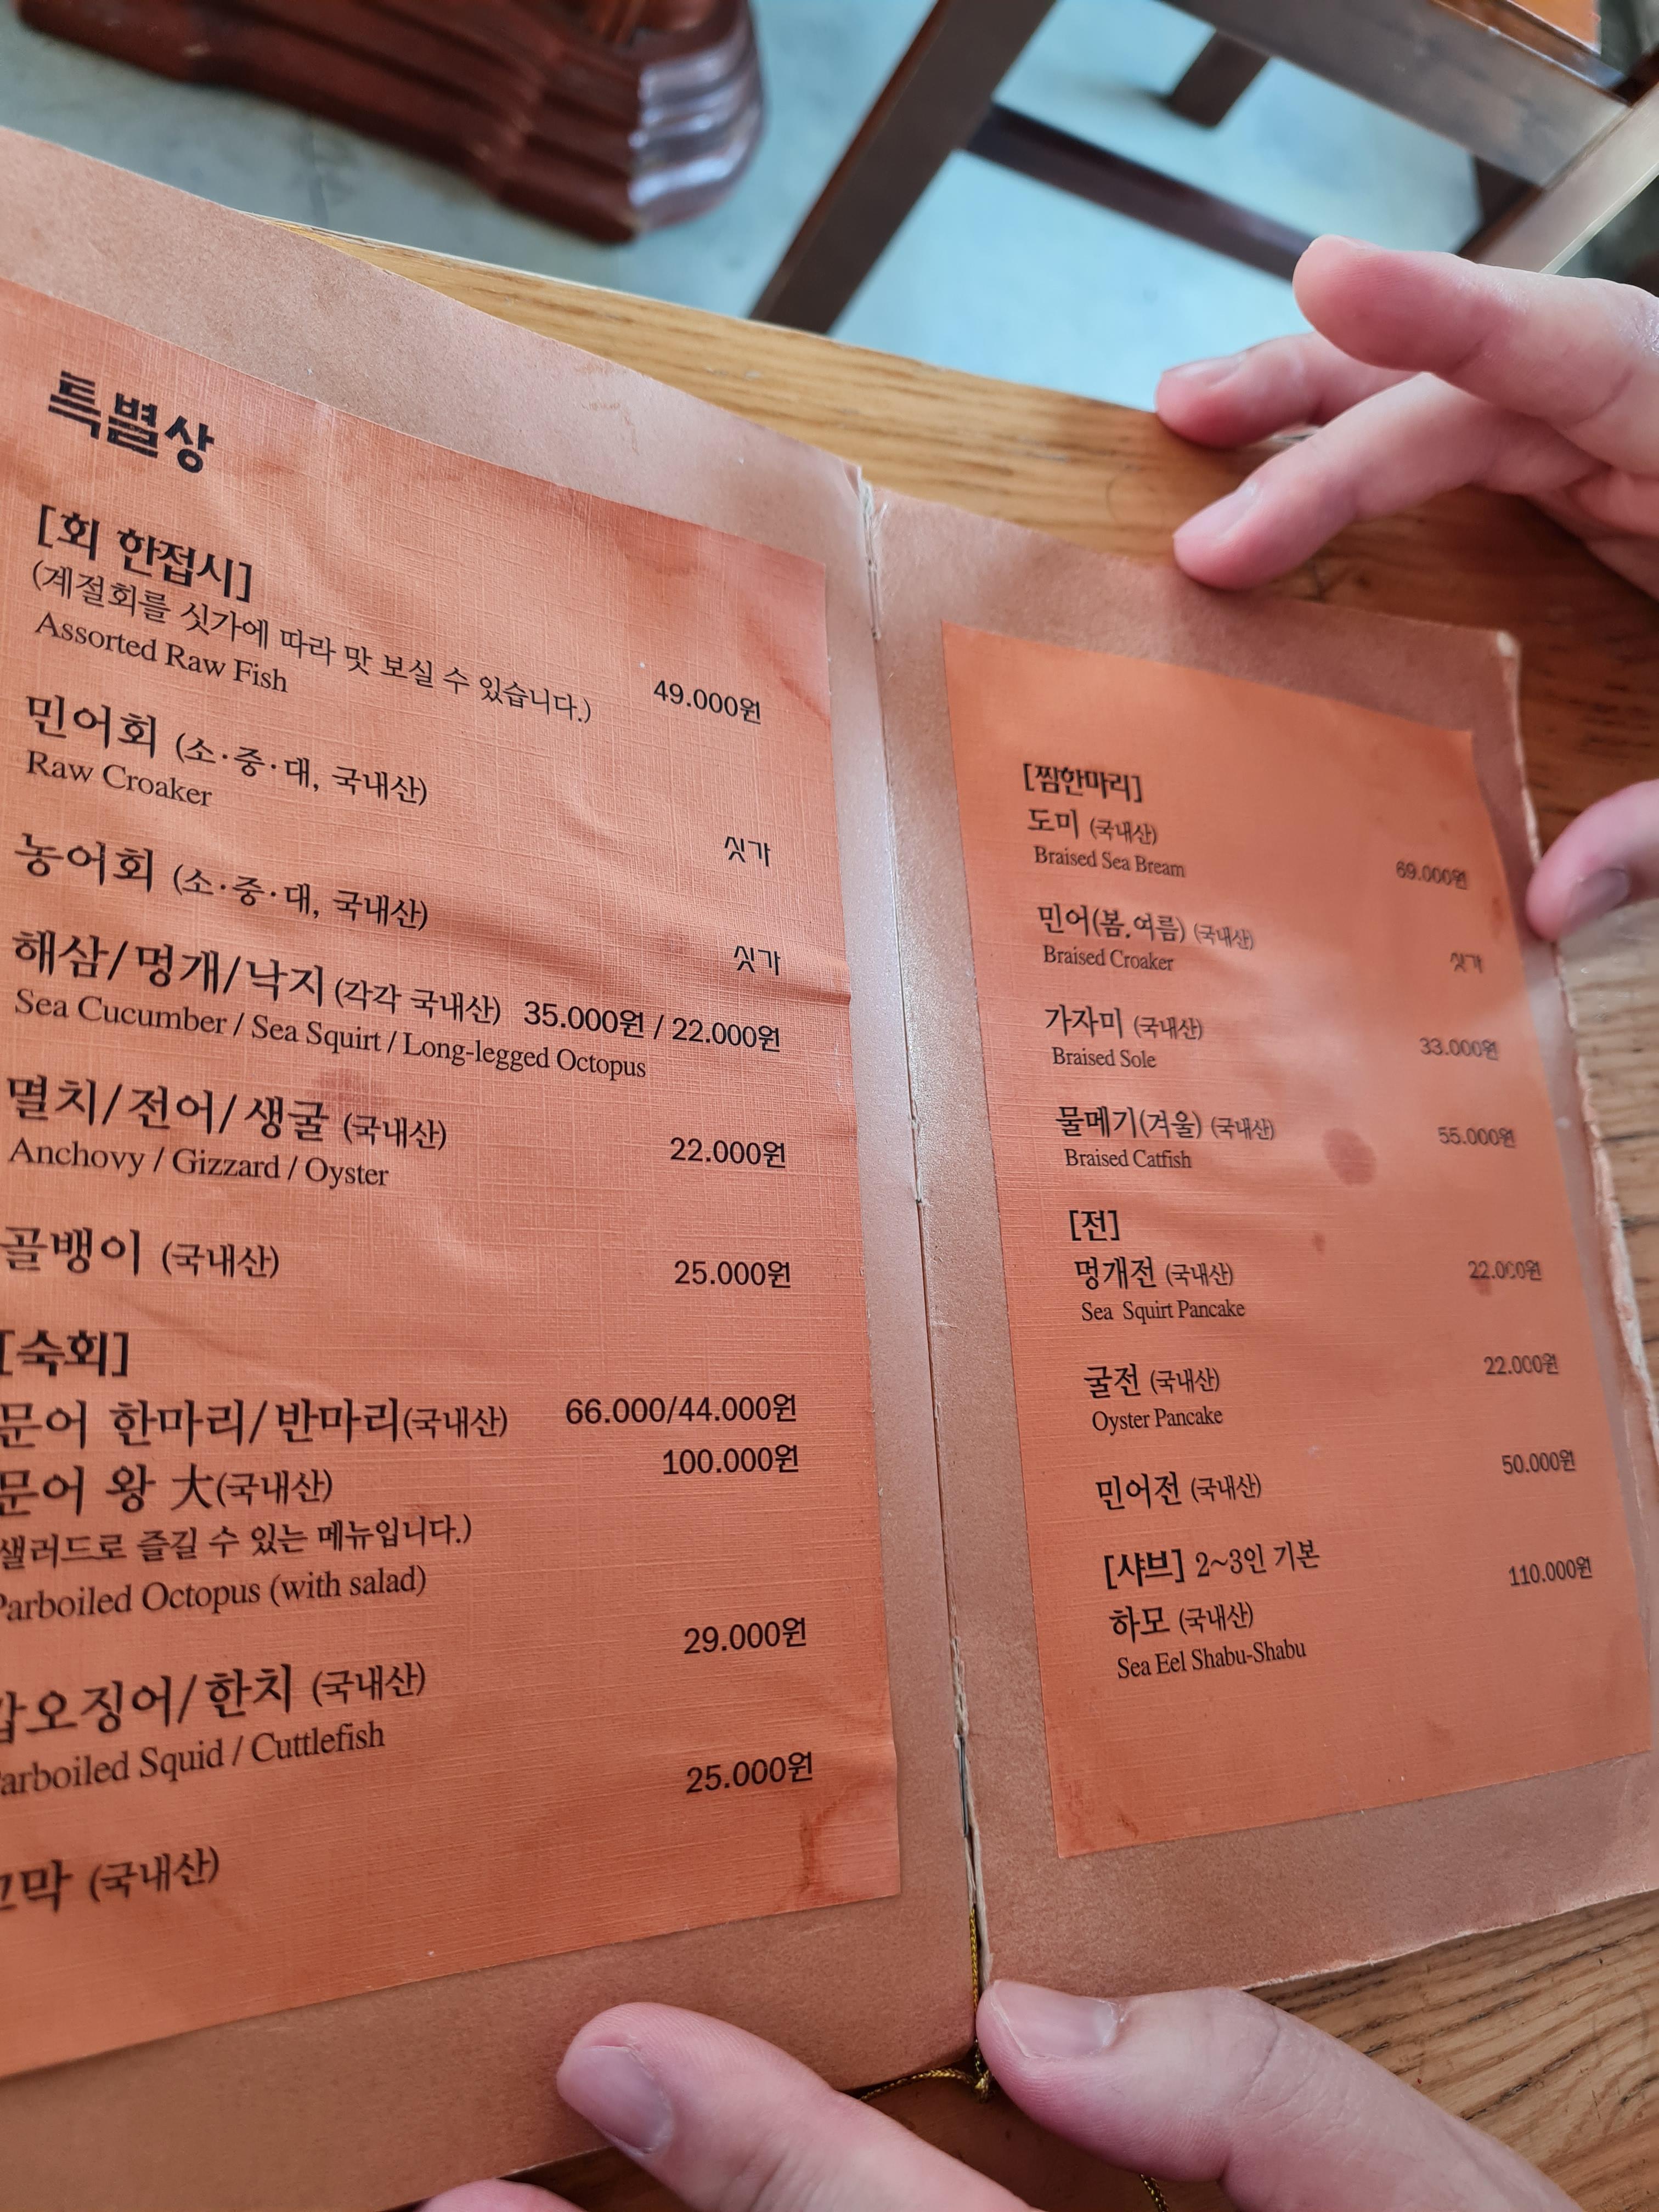 특별상
[회 한접시]
(계절회를 싯가에 따라 맛 보실 수 있습니다.)
Assorted Raw Fish 49.000원
민어회 (소·중·대, 국내산)
Raw Croaker 싯가
농어회 (소·중·대, 국내산) 싯가
해삼/멍개/낙지(각각 국내산) 35.000원 / 22.000원
Sea Cucumber / Sea Squirt / Long-legged Octopus
멸치/전어/생굴 (국내산) 22.000원
Anchovy / Gizzard / Oyster
골뱅이 (국내산) 25.000원
[숙회]
문어 한마리/반마리(국내산) 66.000/44.000원
문어 왕 大(국내산) 100.000원
샐러드로 즐길 수 있는 메뉴입니다.)
Parboiled Octopus (with salad)
갑오징어/한치 (국내산) 29.000원
Parboiled Squid / Cuttlefish
꼬막 (국내산) 25.000원
[찜한마리]
도미 (국내산) 69.000원
Braised Sea Bream
민어(봄.여름) (국내산) 싯가
Braised Croaker
가자미 (국내산) 33.000원
Braised Sole
물메기(겨울) (국내산) 55.000원
Braised Catfish
[전]
멍개전 (국내산) 22.000원
Sea Squirt Pancake
굴전 (국내산) 22.000원
Oyster Pancake
민어전 (국내산) 50.000원
[샤브] 2~3인 기본
하모 (국내산) 110.000원
Sea Eel Shabu-Shabu